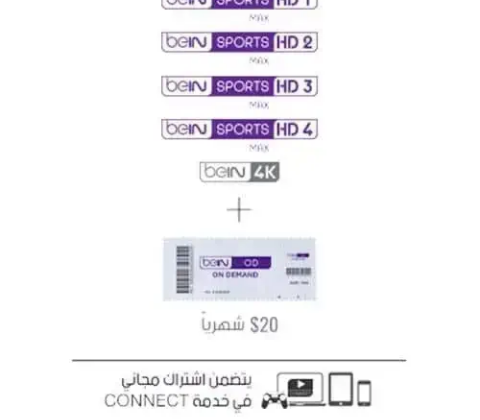 beIN SPORTS HD 1
MAX
beIN SPORTS HD 2
MAX
beIN SPORTS HD 3
MAX
beIN SPORTS HD 4
MAX
beIN 4K
+
beIN OD
ON DEMAND
$20 شهرياً
يتضمن اشتراك مجاني
في خدمة CONNECT